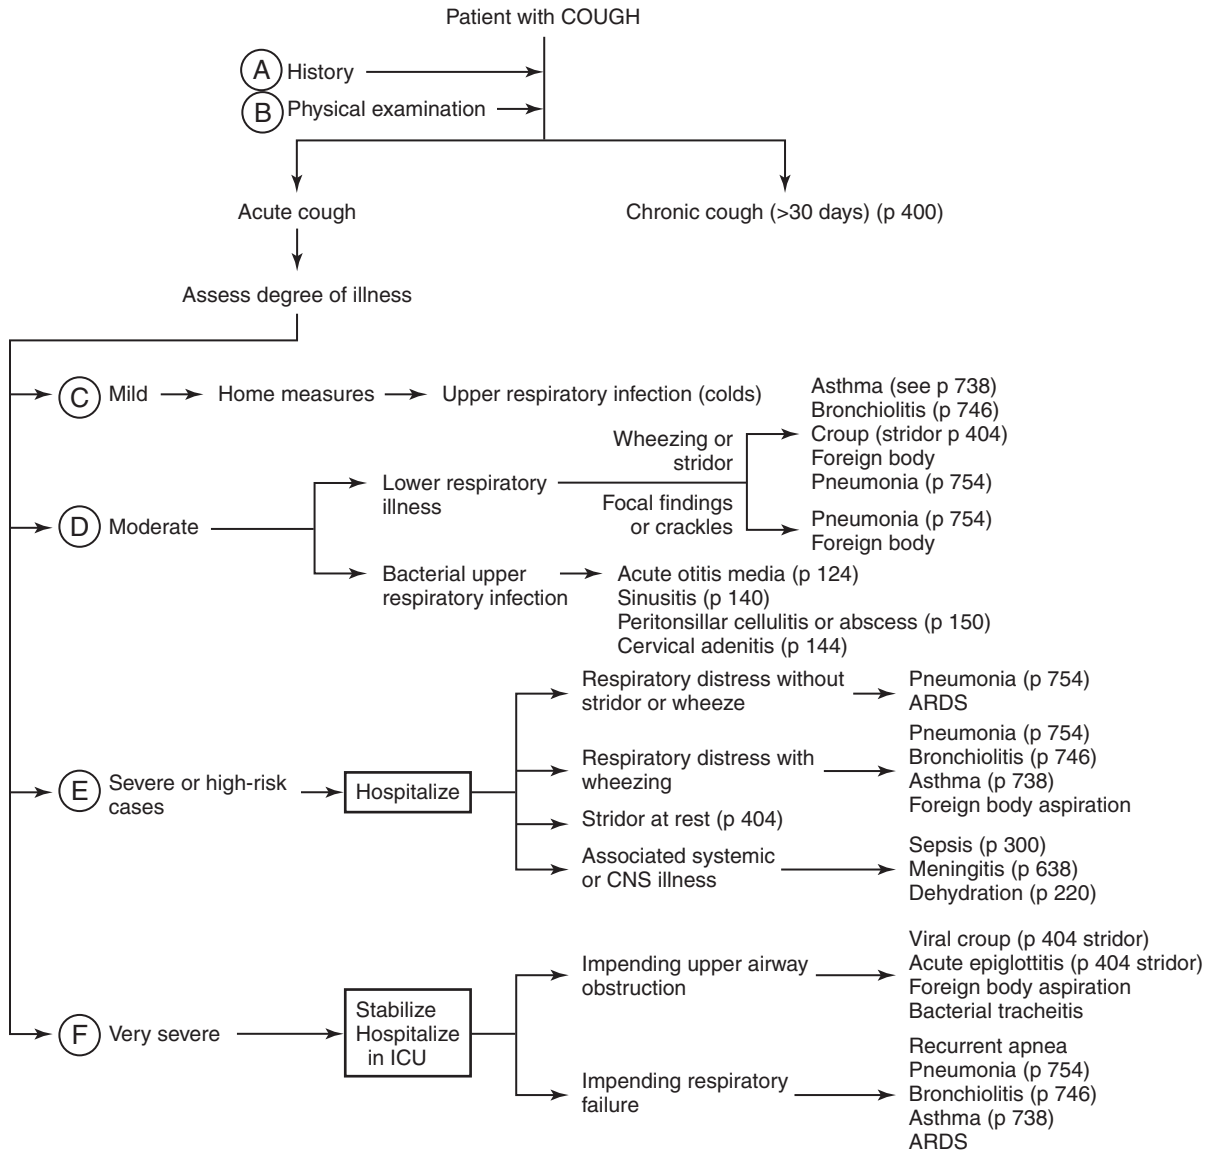 Patient with COUGH
A History
B Physical examination
Acute cough
Chronic cough (>30 days) (p 400)
Assess degree of illness
C Mild
Home measures
Upper respiratory infection (colds)
D Moderate
Lower respiratory
illness
Wheezing or
stridor
Asthma (see p 738)
Bronchiolitis (p 746)
Croup (stridor p 404)
Foreign body
Pneumonia (p 754)
Focal findings
or crackles
Pneumonia (p 754)
Foreign body
Bacterial upper
respiratory infection
Acute otitis media (p 124)
Sinusitis (p 140)
Peritonsillar cellulitis or abscess (p 150)
Cervical adenitis (p 144)
E Severe or high-risk
cases
Hospitalize
Respiratory distress without
stridor or wheeze
Pneumonia (p 754)
ARDS
Respiratory distress with
wheezing
Pneumonia (p 754)
Bronchiolitis (p 746)
Asthma (p 738)
Foreign body aspiration
Stridor at rest (p 404)
Associated systemic
or CNS illness
Sepsis (p 300)
Meningitis (p 638)
Dehydration (p 220)
F Very severe
Stabilize
Hospitalize
in ICU
Impending upper airway
obstruction
Viral croup (p 404 stridor)
Acute epiglottitis (p 404 stridor)
Foreign body aspiration
Bacterial tracheitis
Impending respiratory
failure
Recurrent apnea
Pneumonia (p 754)
Bronchiolitis (p 746)
Asthma (p 738)
ARDS